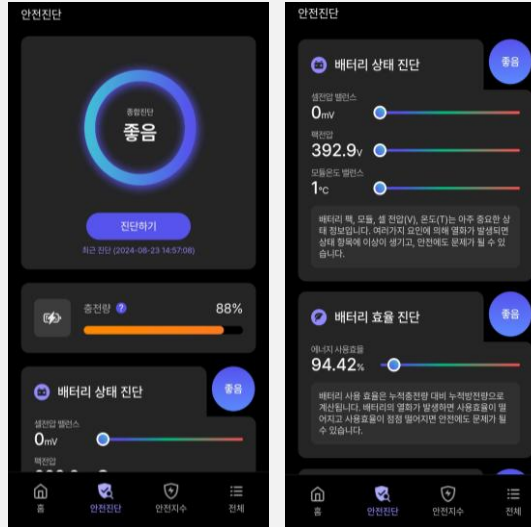 안전진단
종합진단
좋음
진단하기
최근 진단 (2024-08-23 14:57:08)
충전량 ?
88%
배터리 상태 진단
좋음
셀전압 밸런스
0mV
팩전압
홈
안전진단
안전지수
전체
안전진단
배터리 상태 진단
좋음
셀전압 밸런스
0mV
팩전압
392.9V
모듈온도 밸런스
1℃
배터리 팩, 모듈, 셀 전압(V), 온도(T)는 아주 중요한 상
태 정보입니다. 여러가지 요인에 의해 열화가 발생되면
상태 항목에 이상이 생기고, 안전에도 문제가 될 수 있
습니다.
배터리 효율 진단
좋음
에너지 사용효율
94.42%
배터리 사용 효율은 누적충전량 대비 누적방전량으로
계산됩니다. 배터리의 열화가 발생하면 사용효율이 떨
어지고 사용효율이 점점 떨어지면 안전에도 문제가 될
수 있습니다.
홈
안전진단
안전지수
전체